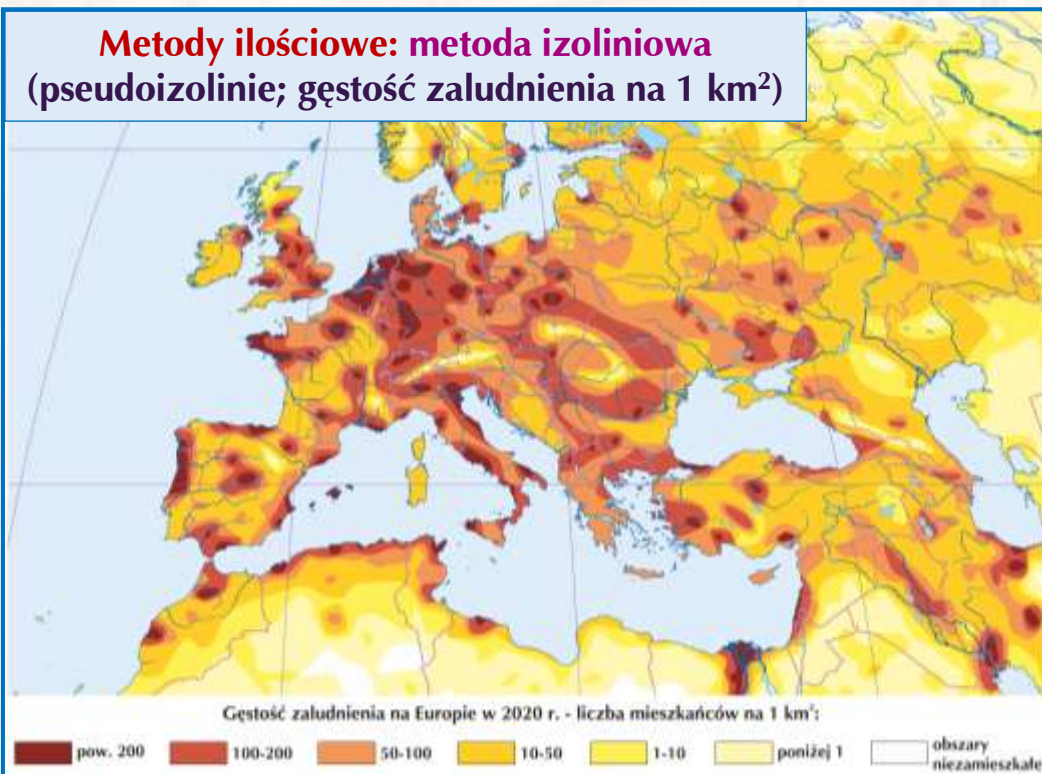 Metody ilościowe: metoda izoliniowa
(pseudoizolinie; gęstość zaludnienia na 1 km²)
Gęstość zaludnienia na Europie w 2020 r. - liczba mieszkańców na 1 km²:
pow. 200 100-200 50-100 10-50 1-10 poniżej 1 obszary
niezamieszkałe